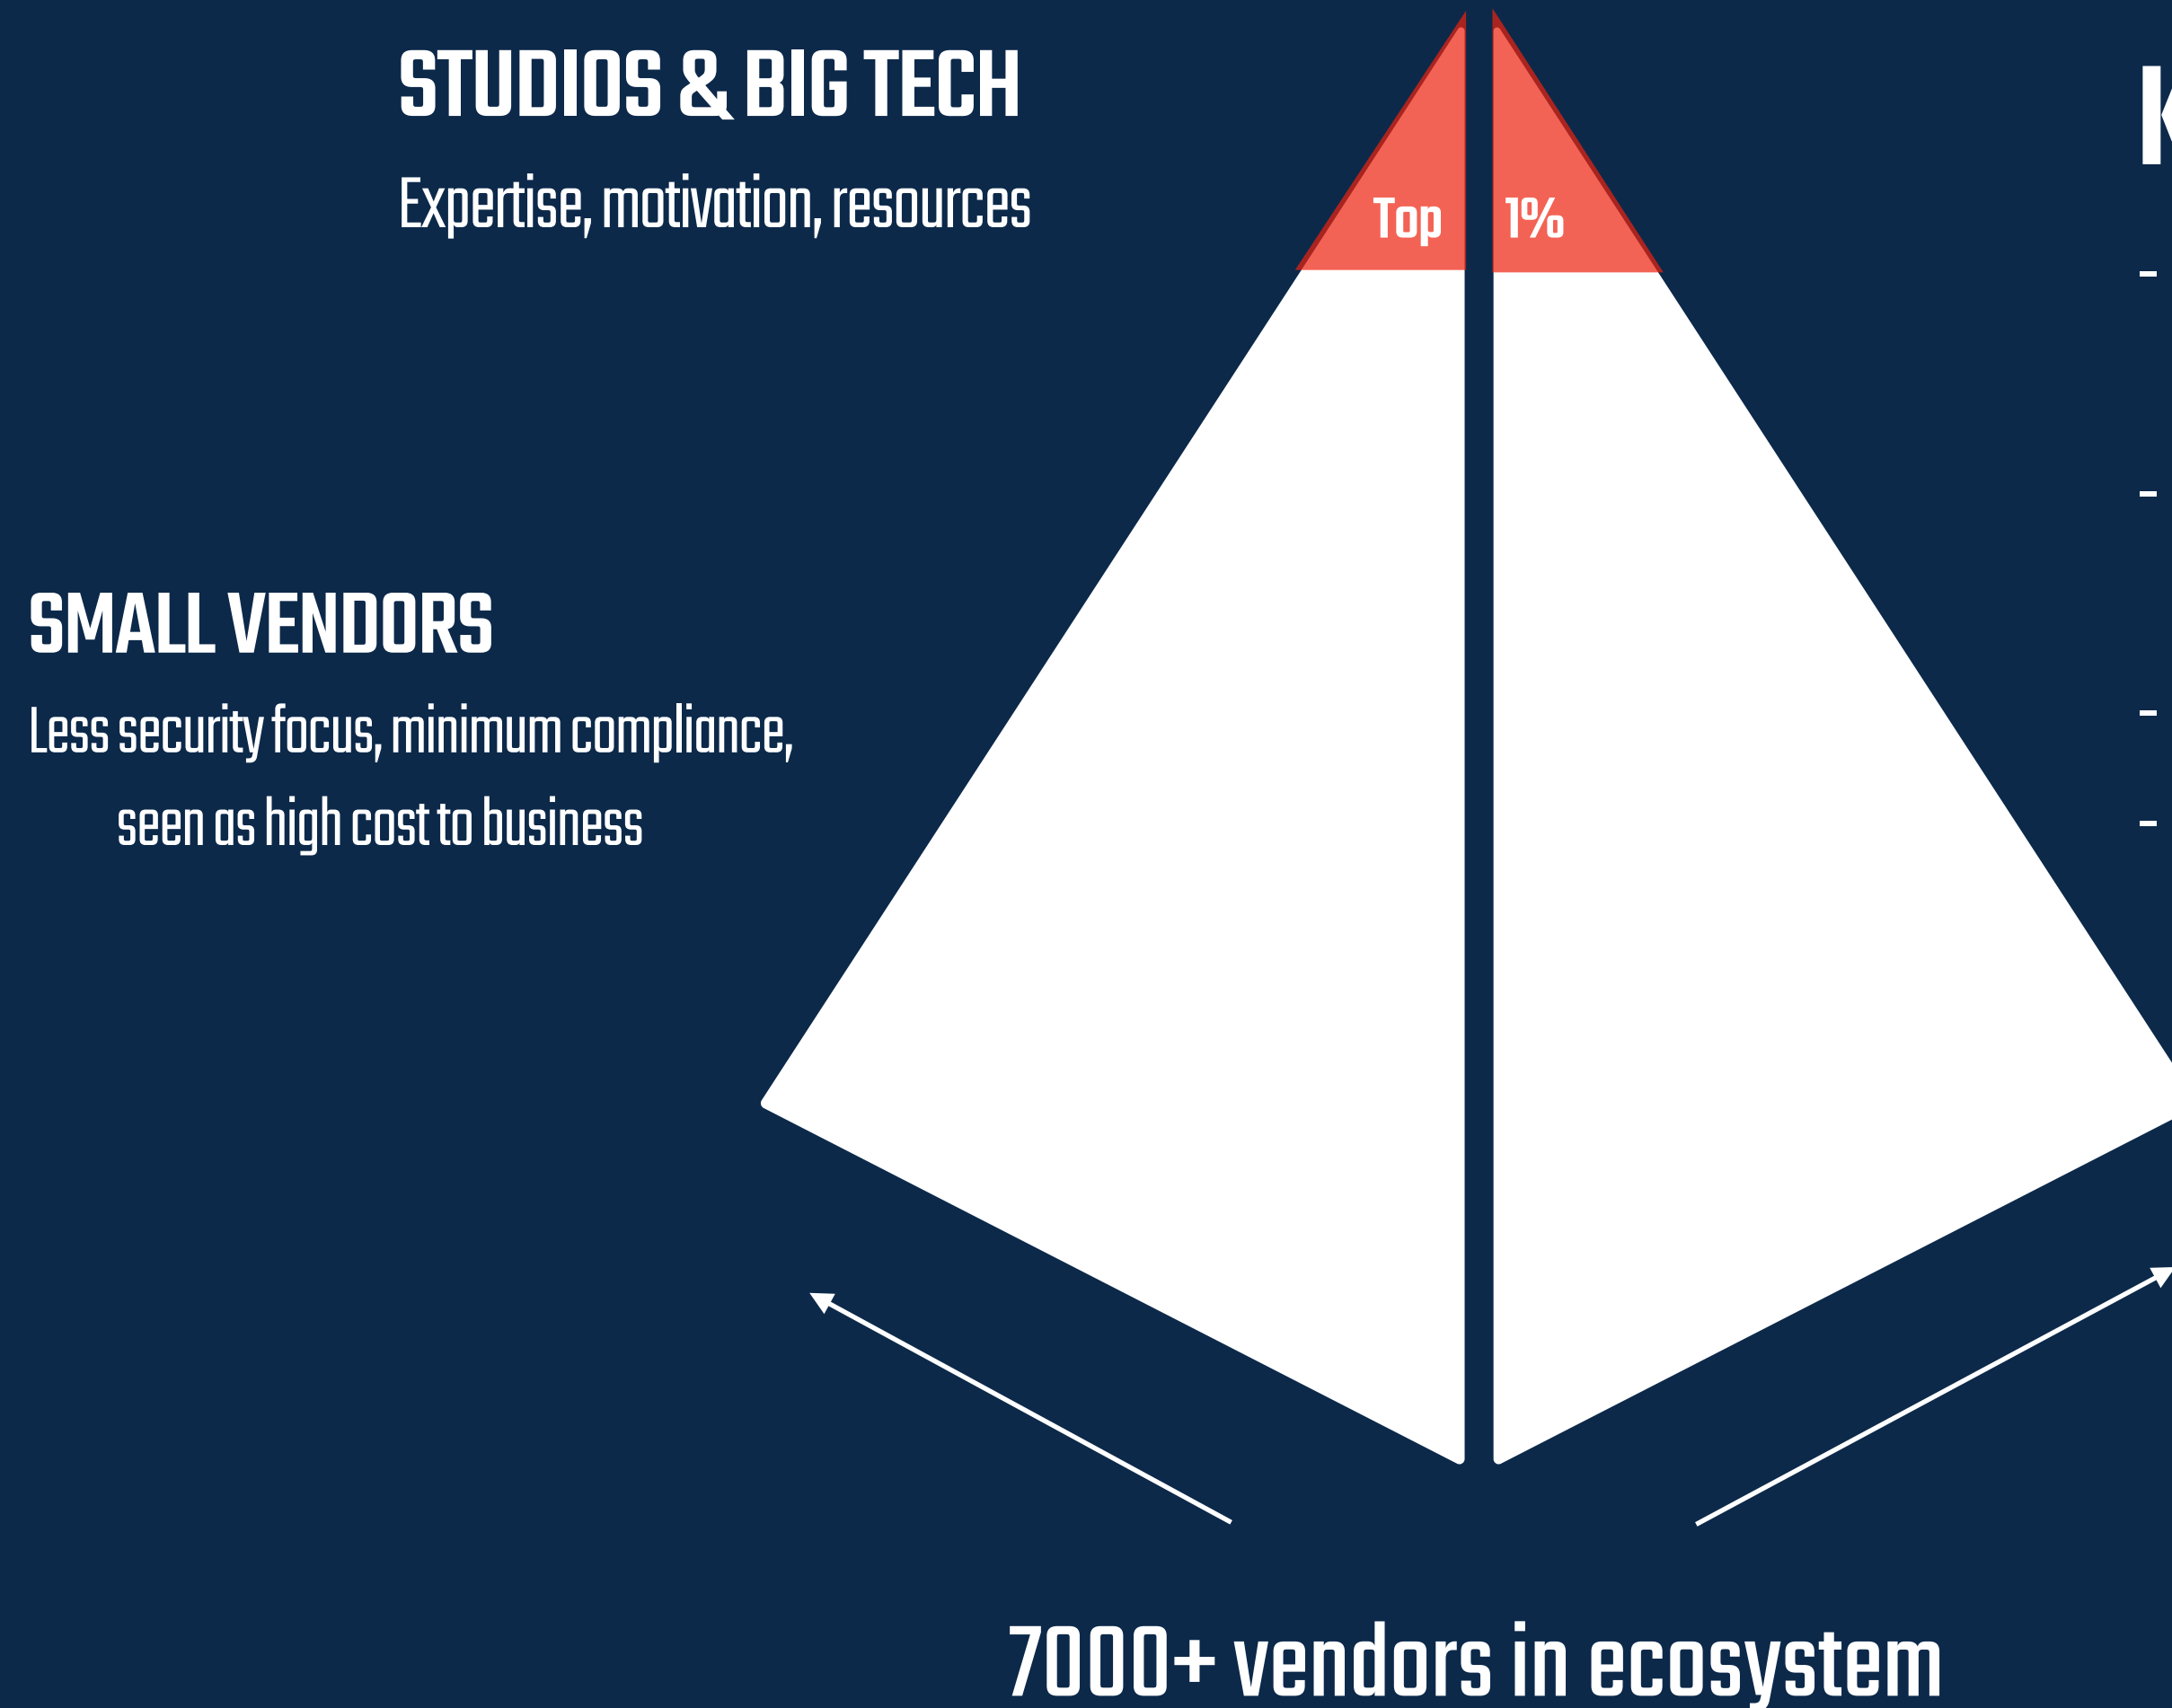 STUDIOS & BIG TECH
Expertise, motivation, resources
Top 1%
SMALL VENDORS
Less security focus, minimum compliance,
seen as high cost to business
7000+ vendors in ecosystem